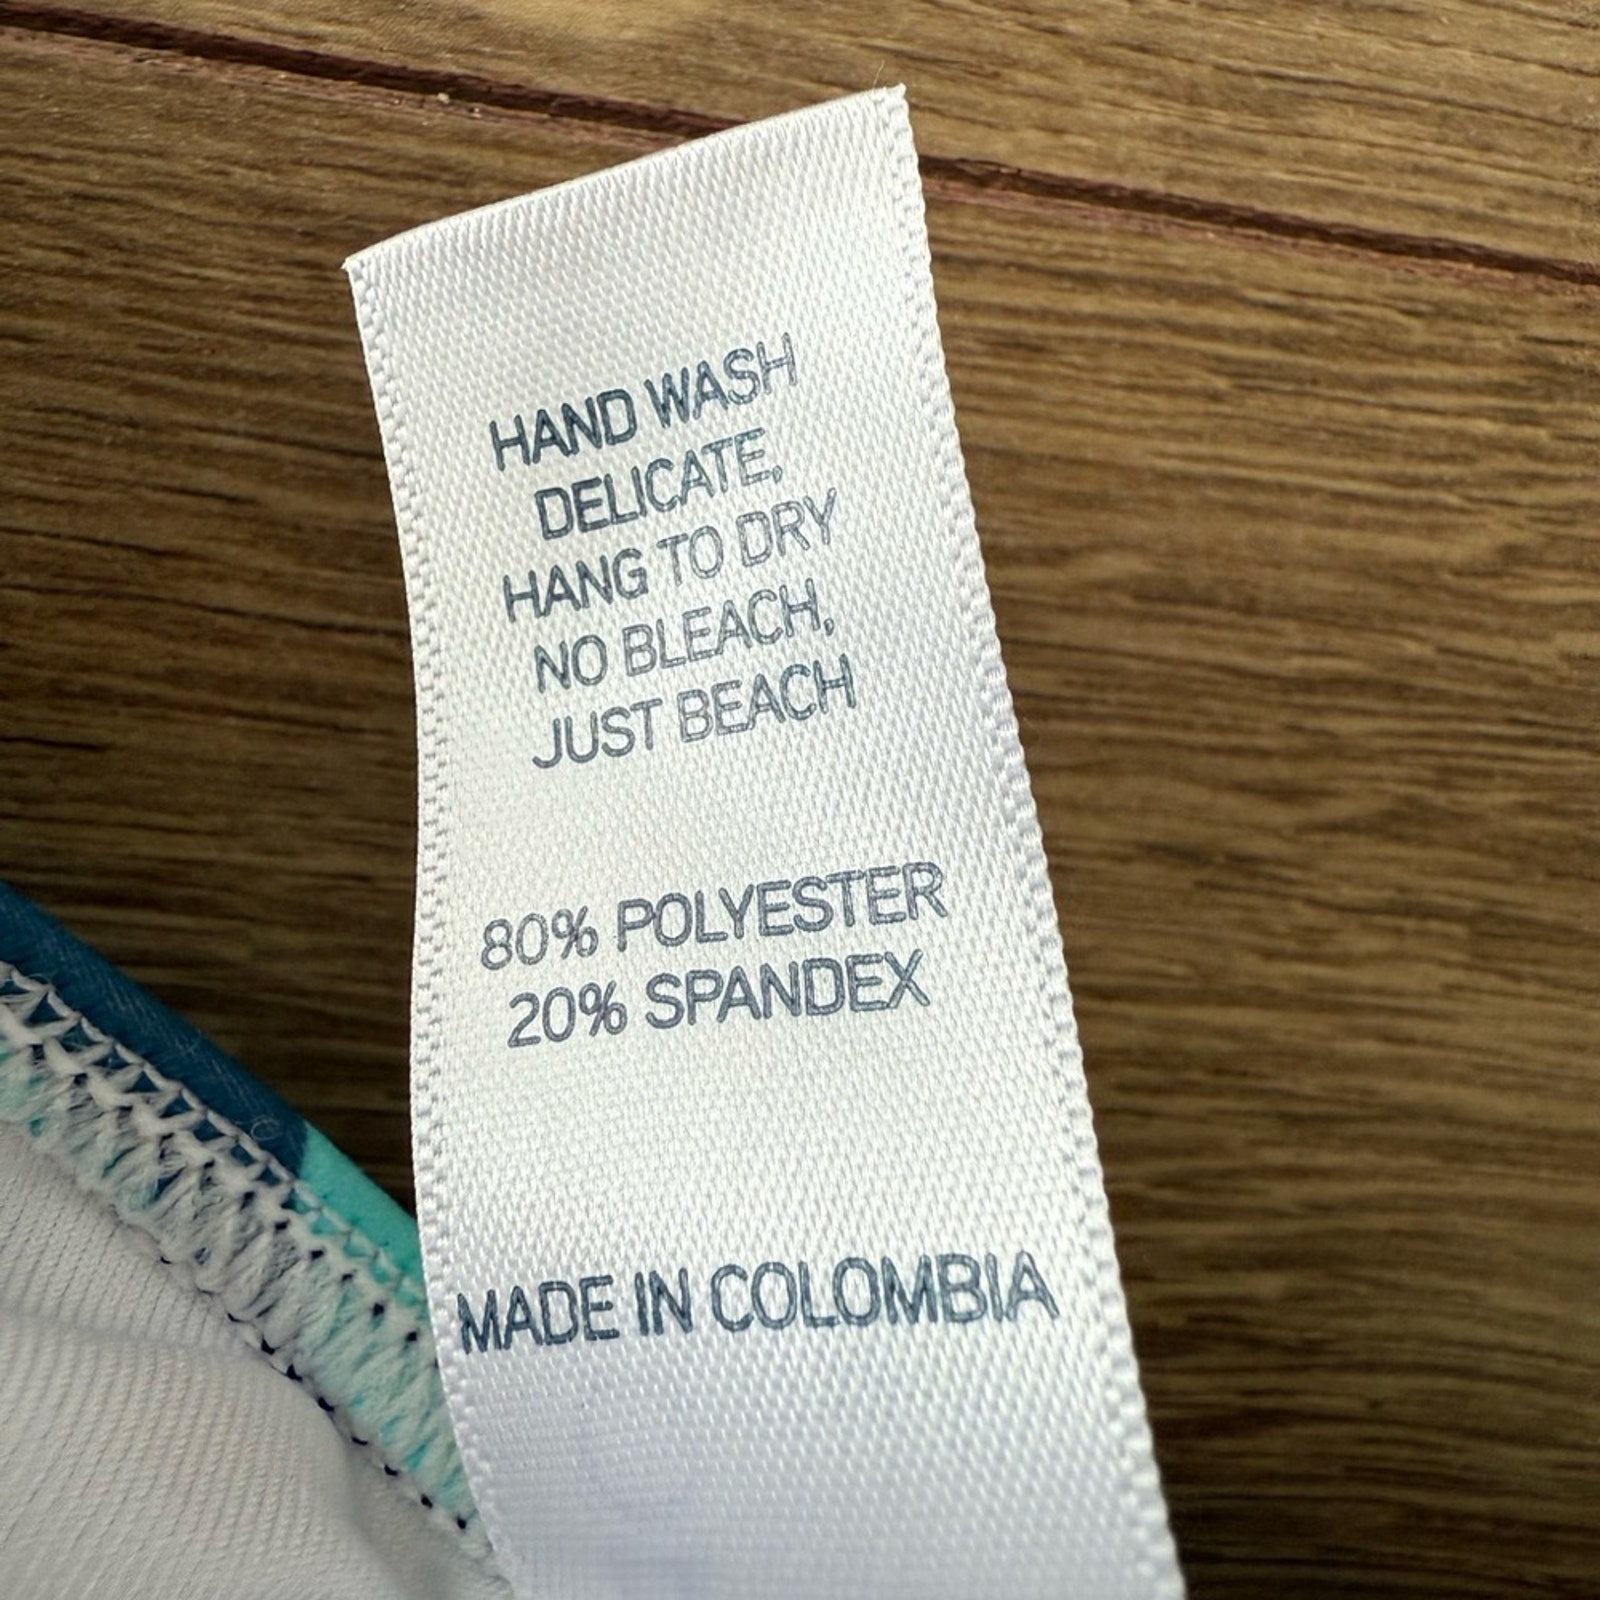 HAND WASH
DELICATE,
HANG TO DRY
NO BLEACH,
JUST BEACH
80% POLYESTER
20% SPANDEX
MADE IN COLOMBIA